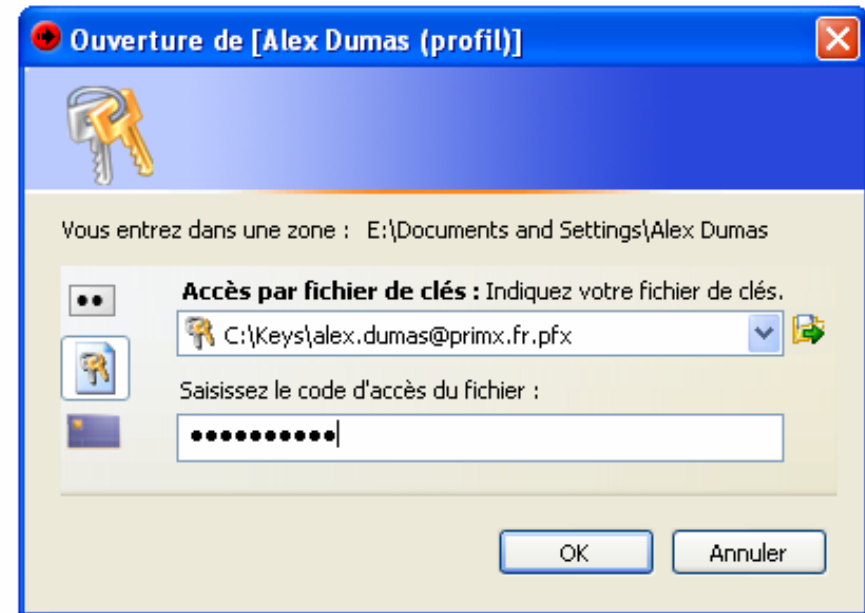 Ouverture de [Alex Dumas (profil)]
Vous entrez dans une zone : E:\Documents and Settings\Alex Dumas
Accès par fichier de clés : Indiquez votre fichier de clés.
C:\Keys\alex.dumas@primx.fr.pfx
Saisissez le code d'accès du fichier :
●●●●●●●●●●
OK Annuler